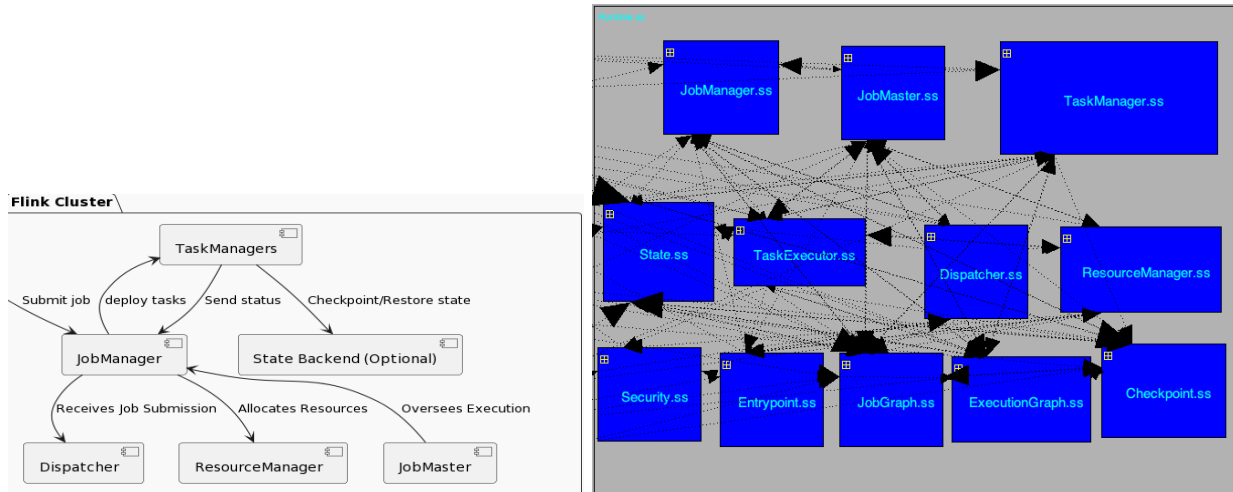 Flink Cluster
TaskManagers
Submit job
deploy tasks
Send status
Checkpoint/Restore state
JobManager
State Backend (Optional)
Receives Job Submission
Allocates Resources
Oversees Execution
Dispatcher
ResourceManager
JobMaster
JobManager.ss
JobMaster.ss
TaskManager.ss
State.ss
TaskExecutor.ss
Dispatcher.ss
ResourceManager.ss
Security.ss
Entrypoint.ss
JobGraph.ss
ExecutionGraph.ss
Checkpoint.ss